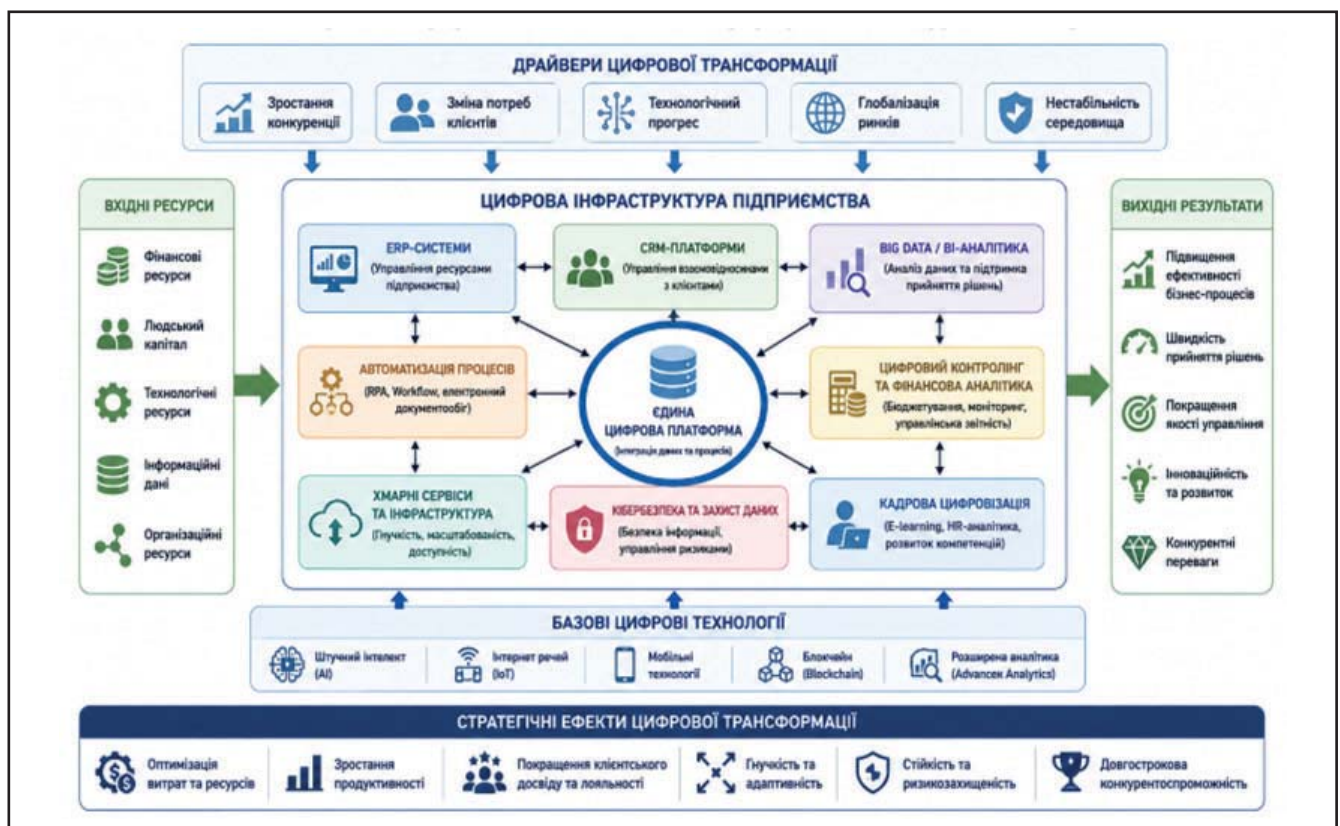 ДРАЙВЕРИ ЦИФРОВОЇ ТРАНСФОРМАЦІЇ
Зростання
конкуренції
Зміна потреб
клієнтів
Технологічний
прогрес
Глобалізація
ринків
Нестабільність
середовища
ВХІДНІ РЕСУРСИ
Фінансові
ресурси
Людський
капітал
Технологічні
ресурси
Інформаційні
дані
Організаційні
ресурси
ЦИФРОВА ІНФРАСТРУКТУРА ПІДПРИЄМСТВА
ERP-СИСТЕМИ
(Управління ресурсами
підприємства)
CRM-ПЛАТФОРМИ
(Управління взаємовідносинами
з клієнтами)
BIG DATA / BI-АНАЛІТИКА
(Аналіз даних та підтримка
прийняття рішень)
АВТОМАТИЗАЦІЯ ПРОЦЕСІВ
(RPA, Workflow, електронний
документообіг)
ЄДИНА
ЦИФРОВА ПЛАТФОРМА
(Інтеграція даних та процесів)
ЦИФРОВИЙ КОНТРОЛІНГ
ТА ФІНАНСОВА АНАЛІТИКА
(Бюджетування, моніторинг,
управлінська звітність)
ХМАРНІ СЕРВІСИ
ТА ІНФРАСТРУКТУРА
(Гнучкість, масштабованість,
доступність)
КІБЕРБЕЗПЕКА ТА ЗАХИСТ ДАНИХ
(Безпека інформації,
управління ризиками)
КАДРОВА ЦИФРОВІЗАЦІЯ
(E-learning, HR-аналітика,
розвиток компетенцій)
ВИХІДНІ РЕЗУЛЬТАТИ
Підвищення
ефективності
бізнес-процесів
Швидкість
прийняття рішень
Покращення
якості управління
Інноваційність
та розвиток
Конкурентні
переваги
БАЗОВІ ЦИФРОВІ ТЕХНОЛОГІЇ
Штучний інтелект
(AI)
Інтернет речей
(IoT)
Мобільні
технології
Блокчейн
(Blockchain)
Розширена аналітика
(Advancek Analytics)
СТРАТЕГІЧНІ ЕФЕКТИ ЦИФРОВОЇ ТРАНСФОРМАЦІЇ
Оптимізація
витрат та ресурсів
Зростання
продуктивності
Покращення клієнтського
досвіду та лояльності
Гнучкість та
адаптивність
Стійкість та
ризикозахищеність
Довгострокова
конкурентоспроможність